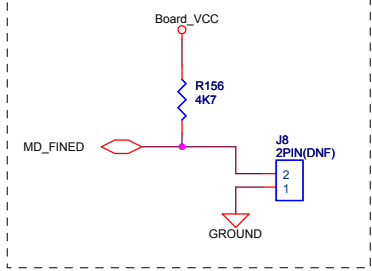 Board_VCC
R156
4K7
MD_FINED
J8
2PIN(DNF)
2
1
GROUND